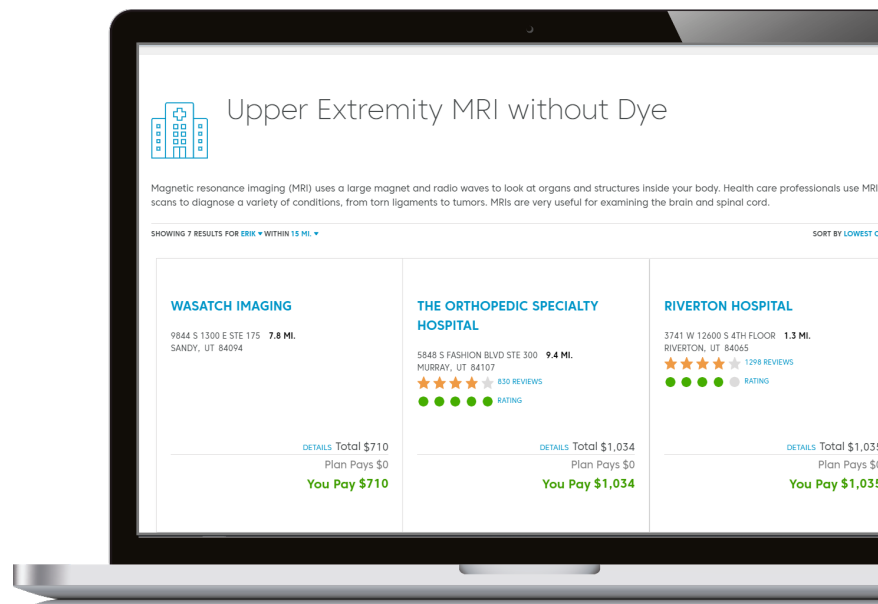 Upper Extremity MRI without Dye
Magnetic resonance imaging (MRI) uses a large magnet and radio waves to look at organs and structures inside your body. Health care professionals use MRI
scans to diagnose a variety of conditions, from torn ligaments to tumors. MRIs are very useful for examining the brain and spinal cord.
SHOWING 7 RESULTS FOR ERIK WITHIN 15 MI.
SORT BY LOWEST
WASATCH IMAGING
9844 S 1300 E STE 175 7.8 MI.
SANDY, UT 84094
DETAILS Total $710
Plan Pays $0
You Pay $710
THE ORTHOPEDIC SPECIALTY
HOSPITAL
5848 S FASHION BLVD STE 300 9.4 MI.
MURRAY, UT 84107
830 REVIEWS
RATING
DETAILS Total $1,034
Plan Pays $0
You Pay $1,034
RIVERTON HOSPITAL
3741 W 12600 S 4TH FLOOR 1.3 MI.
RIVERTON, UT 84065
1298 REVIEWS
RATING
DETAILS Total $1,035
Plan Pays $0
You Pay $1,035